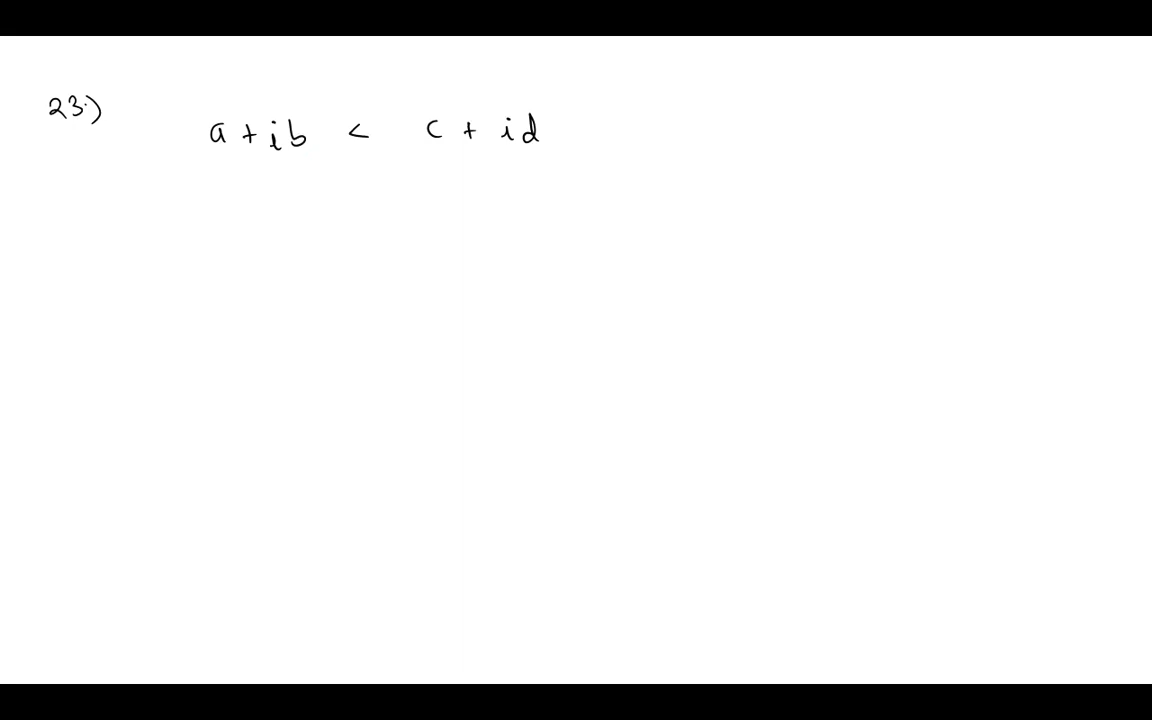 23.)
a + ib < c + id